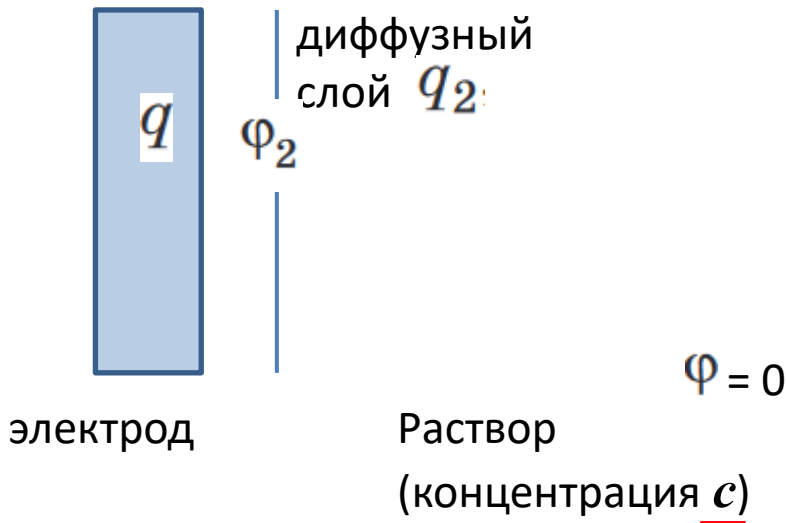 диффузный
слой q₂
q
φ₂
φ = 0
электрод
Раствор
(концентрация c)